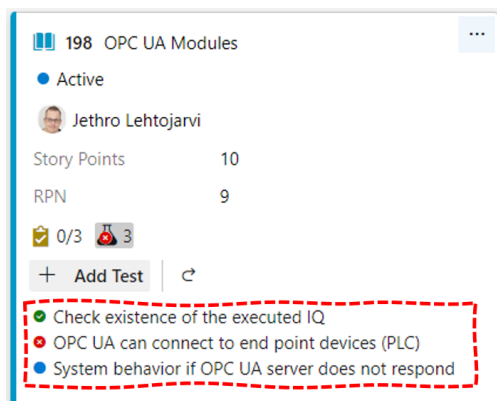 ...
198 OPC UA Modules
Active
Jethro Lehtojarvi
Story Points 10
RPN 9
0/3 3
+ Add Test
Check existence of the executed IQ
OPC UA can connect to end point devices (PLC)
System behavior if OPC UA server does not respond